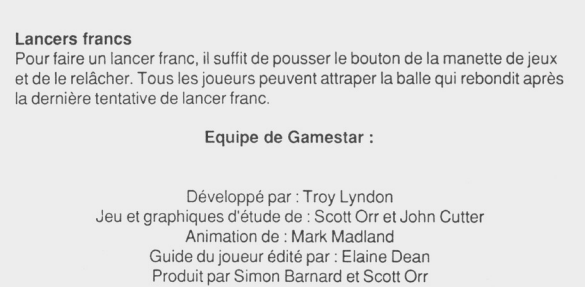 Lancers francs
Pour faire un lancer franc, il suffit de pousser le bouton de la manette de jeux
et de le relâcher. Tous les joueurs peuvent attraper la balle qui rebondit après
la dernière tentative de lancer franc.
Equipe de Gamestar :
Développé par : Troy Lyndon
Jeu et graphiques d'étude de : Scott Orr et John Cutter
Animation de : Mark Madland
Guide du joueur édité par : Elaine Dean
Produit par Simon Barnard et Scott Orr